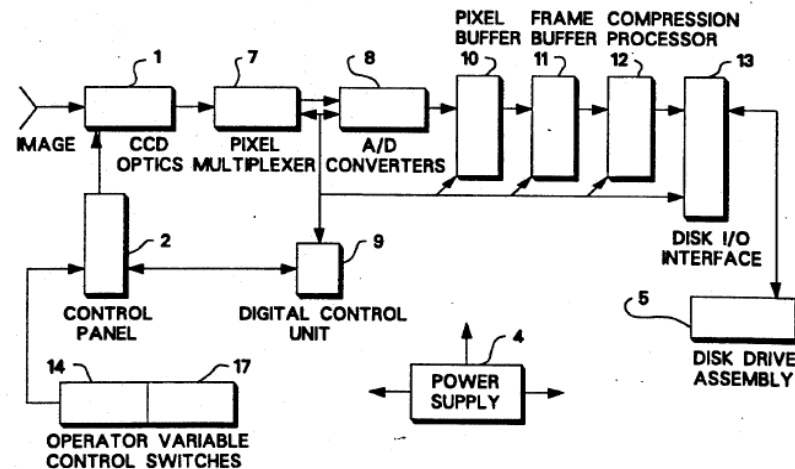 PIXEL BUFFER
FRAME BUFFER
COMPRESSION PROCESSOR
1
7
8
10
11
12
13
IMAGE
CCD OPTICS
PIXEL MULTIPLEXER
A/D CONVERTERS
2
9
DISK I/O INTERFACE
CONTROL PANEL
DIGITAL CONTROL UNIT
5
DISK DRIVE ASSEMBLY
14
17
4
POWER SUPPLY
OPERATOR VARIABLE
CONTROL SWITCHES